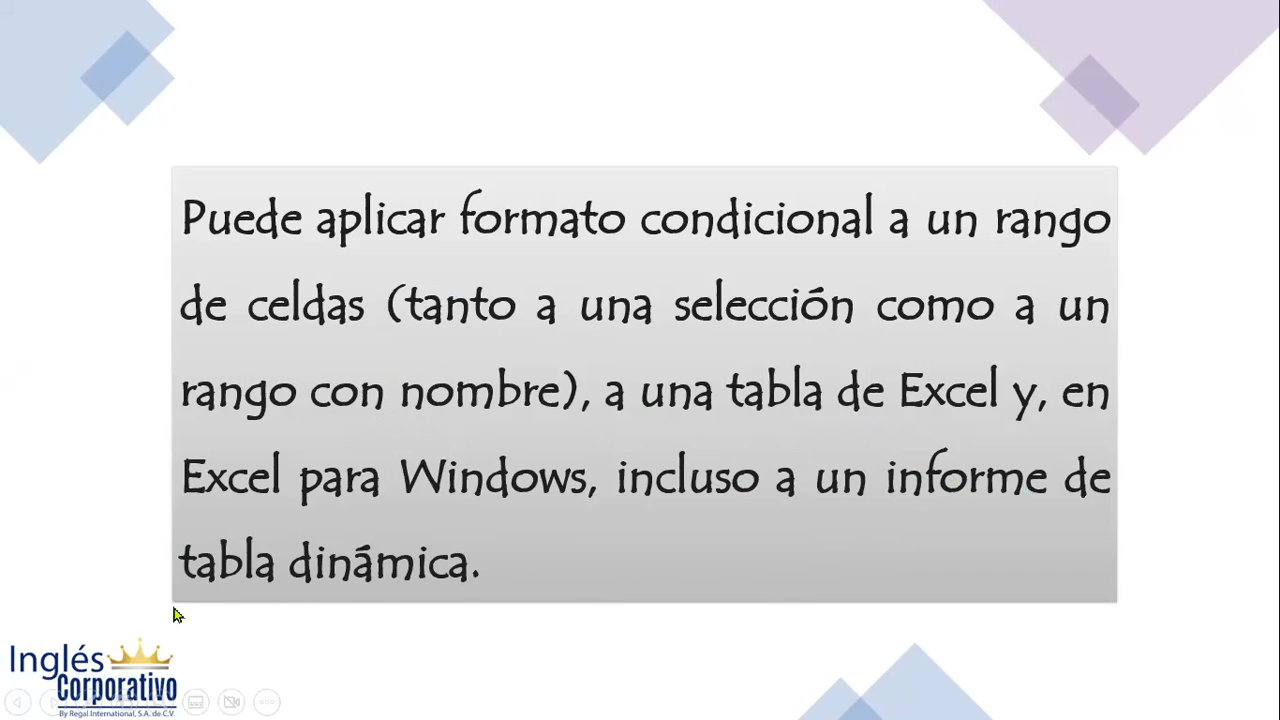 Puede aplicar formato condicional a un rango
de celdas (tanto a una selección como a un
rango con nombre), a una tabla de Excel y, en
Excel para Windows, incluso a un informe de
tabla dinámica.
Inglés
Corporativo
By Regal International, S.A. de C.V.